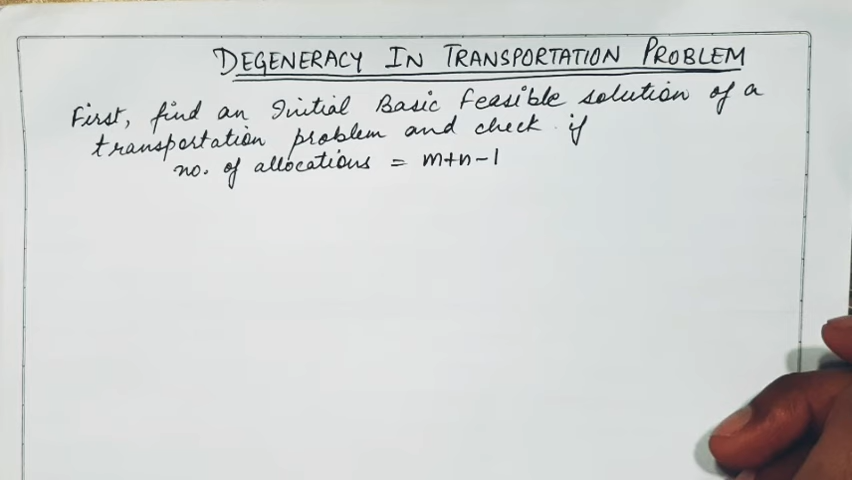 DEGENERACY IN TRANSPORTATION PROBLEM
First, find an Initial Basic Feasible solution of a
transportation problem and check if
no. of allocations = m+n-1